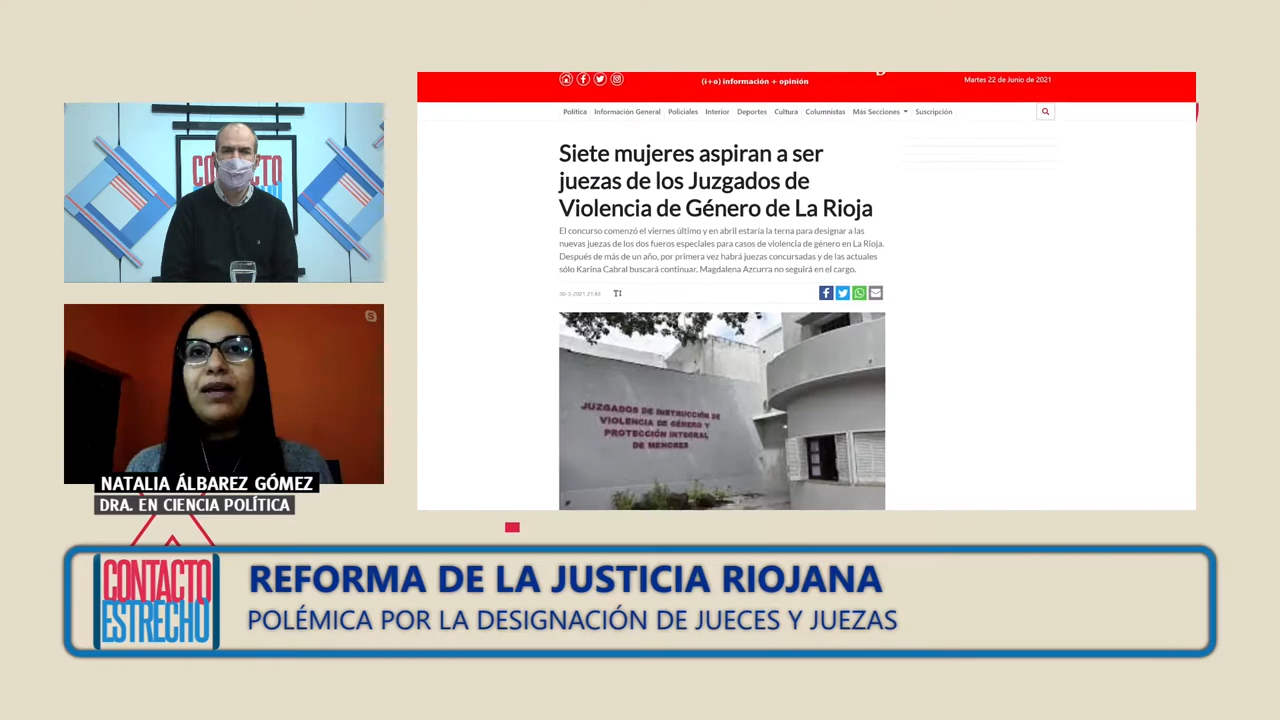 CONTACTO
(i+o) información + opinión
Martes 22 de Junio de 2021
Política Información General Policiales Interior Deportes Cultura Columnistas Más Secciones Suscripción
Siete mujeres aspiran a ser
juezas de los Juzgados de
Violencia de Género de La Rioja
El concurso comenzó el viernes último y en abril estaría la terna para designar a las
nuevas juezas de los dos fueros especiales para casos de violencia de género en La Rioja.
Después de más de un año, por primera vez habrá juezas concursadas y de las actuales
sólo Karina Cabral buscará continuar. Magdalena Azcurra no seguirá en el cargo.
30-3-2021 21:40
JUZGADOS DE INSTRUCCIÓN DE
VIOLENCIA DE GÉNERO Y
PROTECCIÓN INTEGRAL
DE MENORES
NATALIA ÁLBAREZ GÓMEZ
DRA. EN CIENCIA POLÍTICA
CONTACTO
ESTRECHO
REFORMA DE LA JUSTICIA RIOJANA
POLÉMICA POR LA DESIGNACIÓN DE JUECES Y JUEZAS